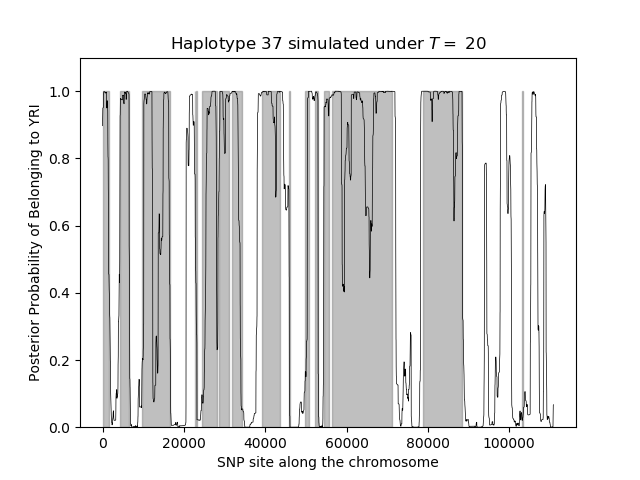 Haplotype 37 simulated under T = 20
Posterior Probability of Belonging to YRI
1.0
0.8
0.6
0.4
0.2
0.0
0 20000 40000 60000 80000 100000
SNP site along the chromosome